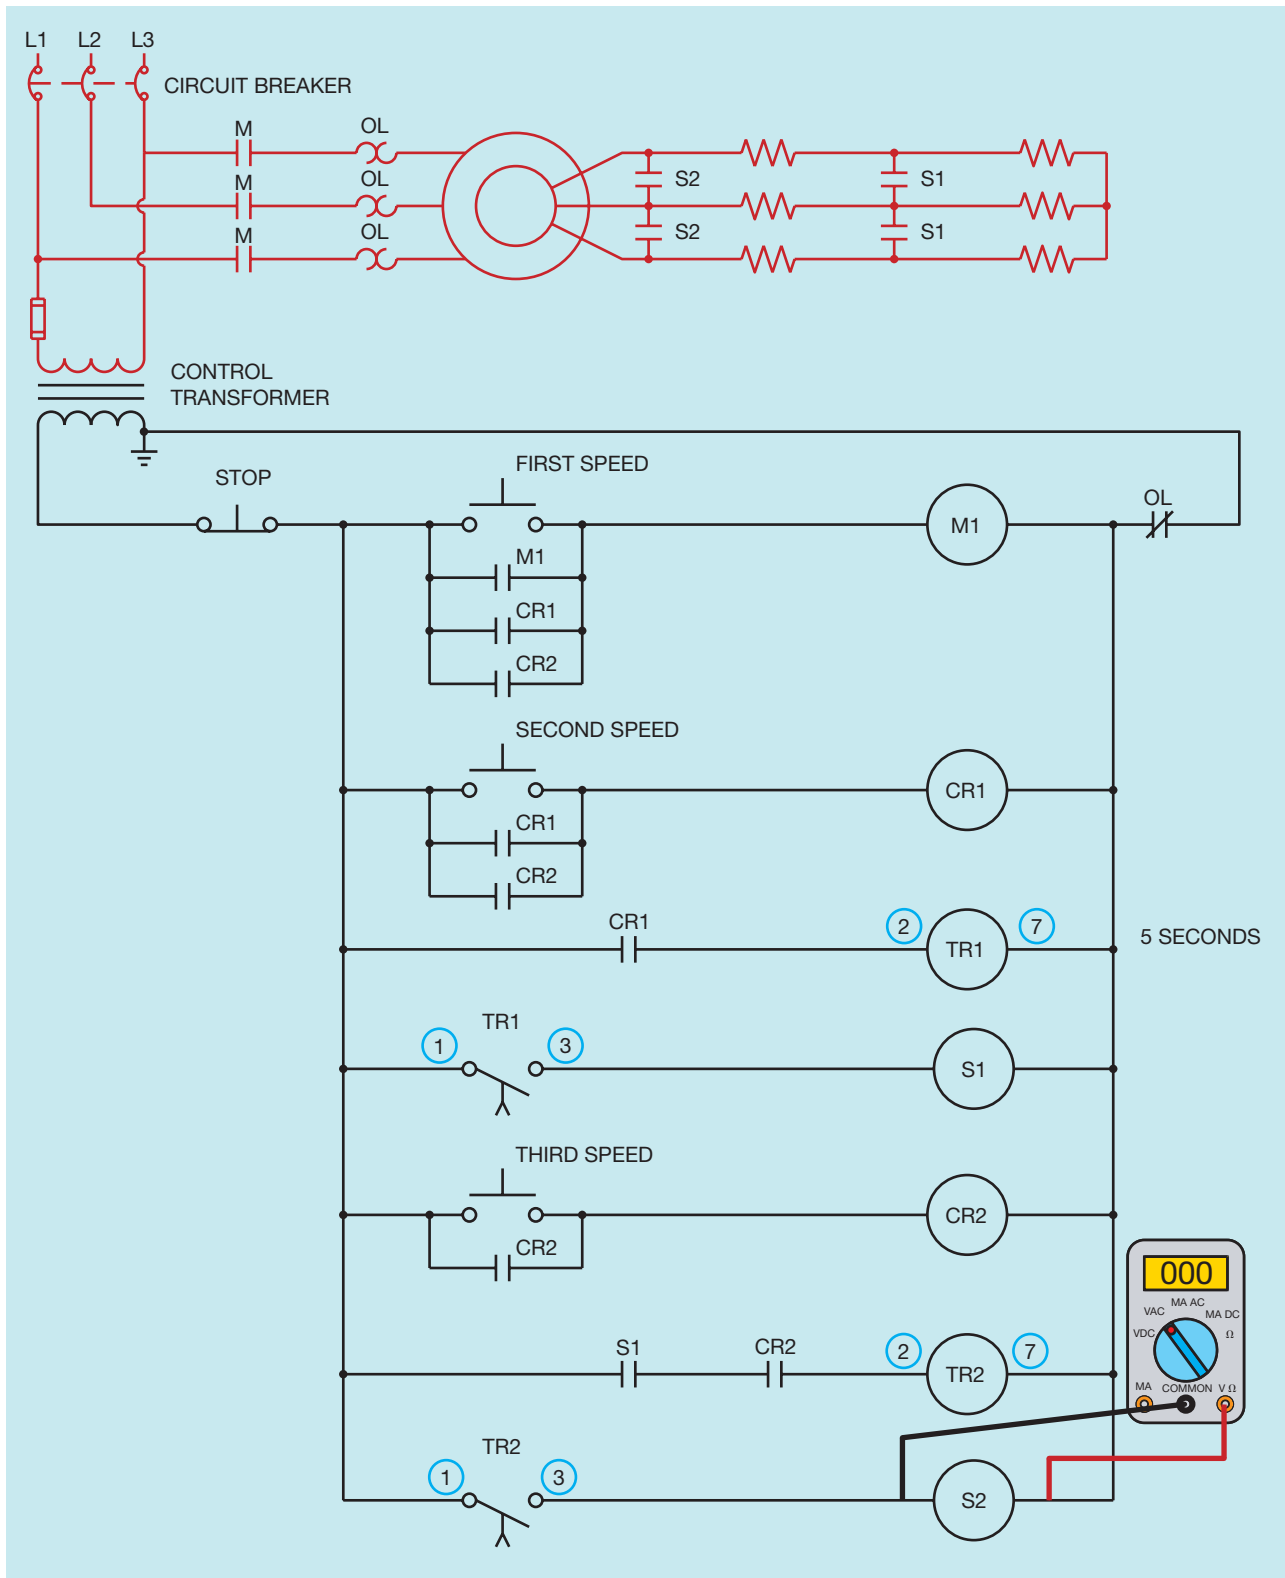 L1 L2 L3
CIRCUIT BREAKER
M OL
M OL S2 S1
M OL S2 S1
CONTROL
TRANSFORMER
STOP
FIRST SPEED
M1
OL
M1
CR1
CR2
SECOND SPEED
CR1
CR1
CR2
CR1
2 TR1 7
5 SECONDS
TR1
1 3
S1
THIRD SPEED
CR2
CR2
000
MA AC
VAC MA DC
VDC Ω
MA COMMON V Ω
S1 CR2
2 TR2 7
TR2
1 3
S2